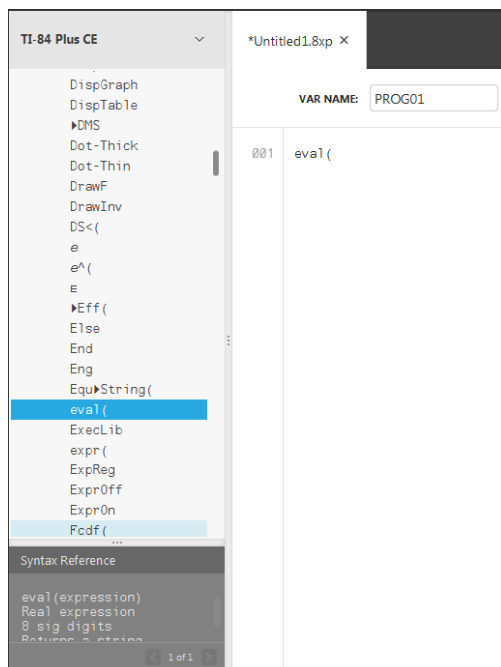 TI-84 Plus CE
*Untitled1.8xp ×
VAR NAME: PROG01
DispGraph
DispTable
►DMS
Dot-Thick
Dot-Thin
DrawF
DrawInv
DS<(
e
e^(
ᴇ
►Eff(
Else
End
Eng
Equ►String(
eval(
ExecLib
expr(
ExpReg
ExprOff
ExprOn
Fcdf(
001 eval(
Syntax Reference
eval(expression)
Real expression
8 sig digits
Returns a string
1 of 1